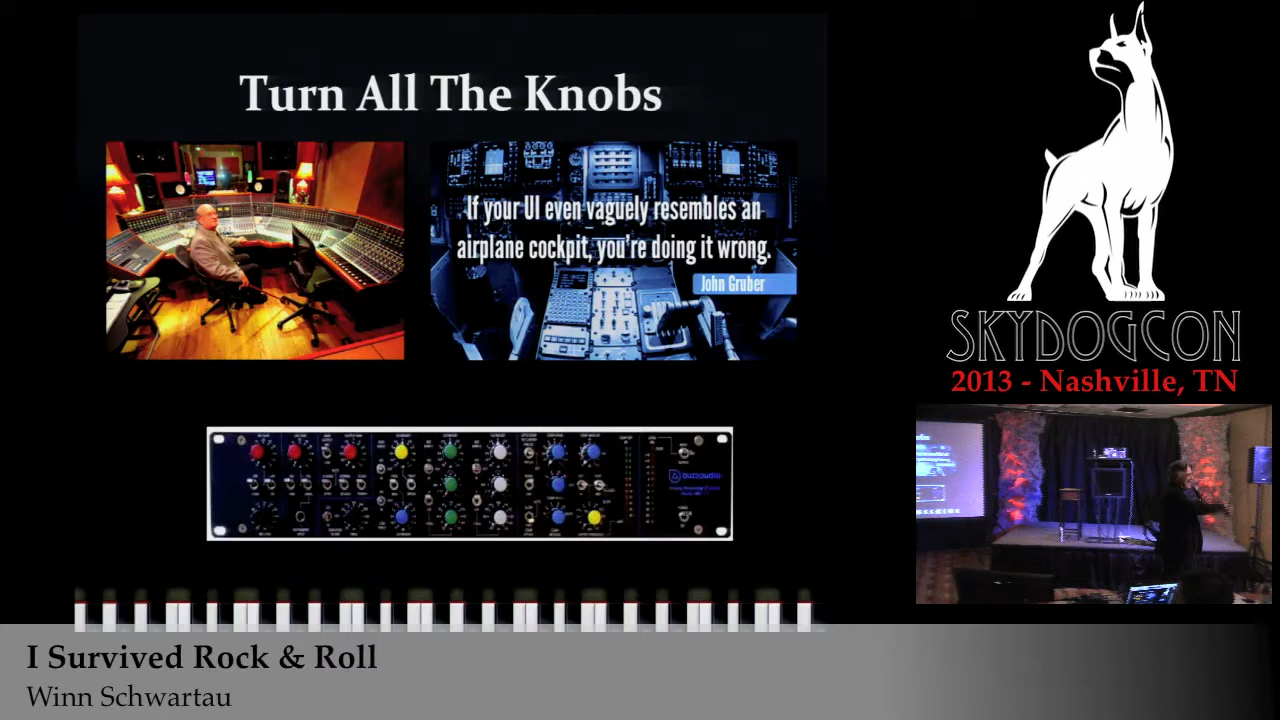 Turn All The Knobs
If your UI even vaguely resembles an
airplane cockpit, you're doing it wrong.
John Gruber
buzzaudio
SKYDOGCON
2013 - Nashville, TN
I Survived Rock & Roll
Winn Schwartau